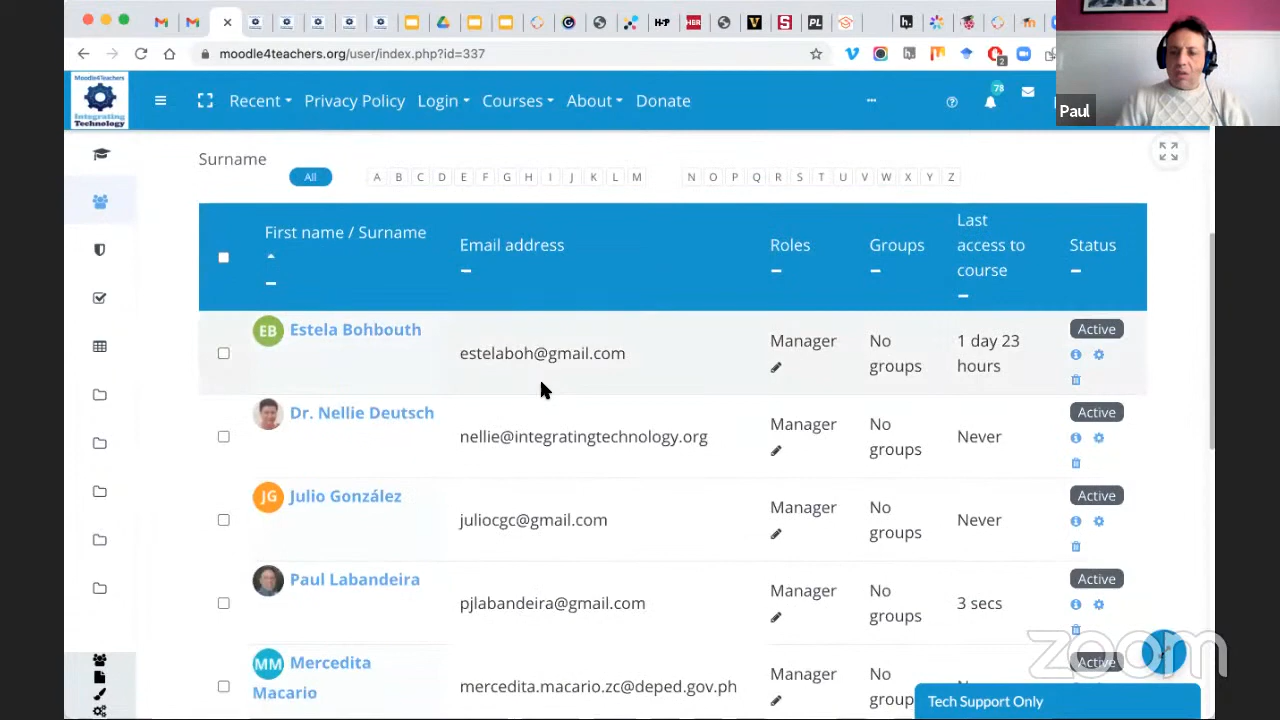 moodle4teachers.org/user/index.php?id=337
Moodle4Teachers
Integrating
Technology
Recent
Privacy Policy
Login
Courses
About
Donate
78
Paul
Surname
All
A B C D E F G H I J K L M
N O P Q R S T U V W X Y Z
First name / Surname
Email address
Roles
Groups
Last access to course
Status
EB
Estela Bohbouth
estelaboh@gmail.com
Manager
No groups
1 day 23 hours
Active
Dr. Nellie Deutsch
nellie@integratingtechnology.org
Manager
No groups
Never
Active
JG
Julio González
juliocgc@gmail.com
Manager
No groups
Never
Active
Paul Labandeira
pjlabandeira@gmail.com
Manager
No groups
3 secs
Active
MM
Mercedita Macario
mercedita.macario.zc@deped.gov.ph
Manager
No
Active
zoom
Tech Support Only